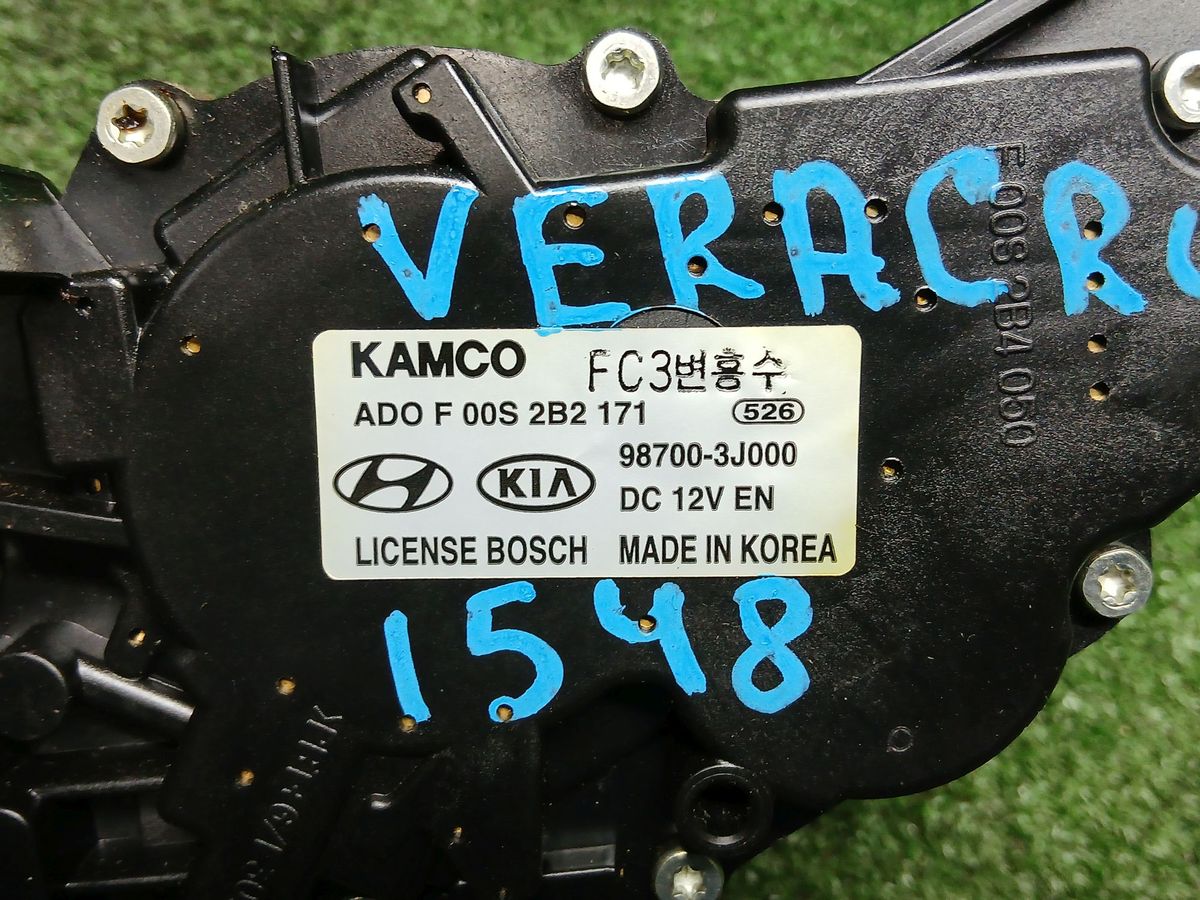 VERACRU
F 00S 2B4 050
KAMCO FC3변흥수
ADO F 00S 2B2 171 526
98700-3J000
KIA DC 12V EN
LICENSE BOSCH MADE IN KOREA
1548